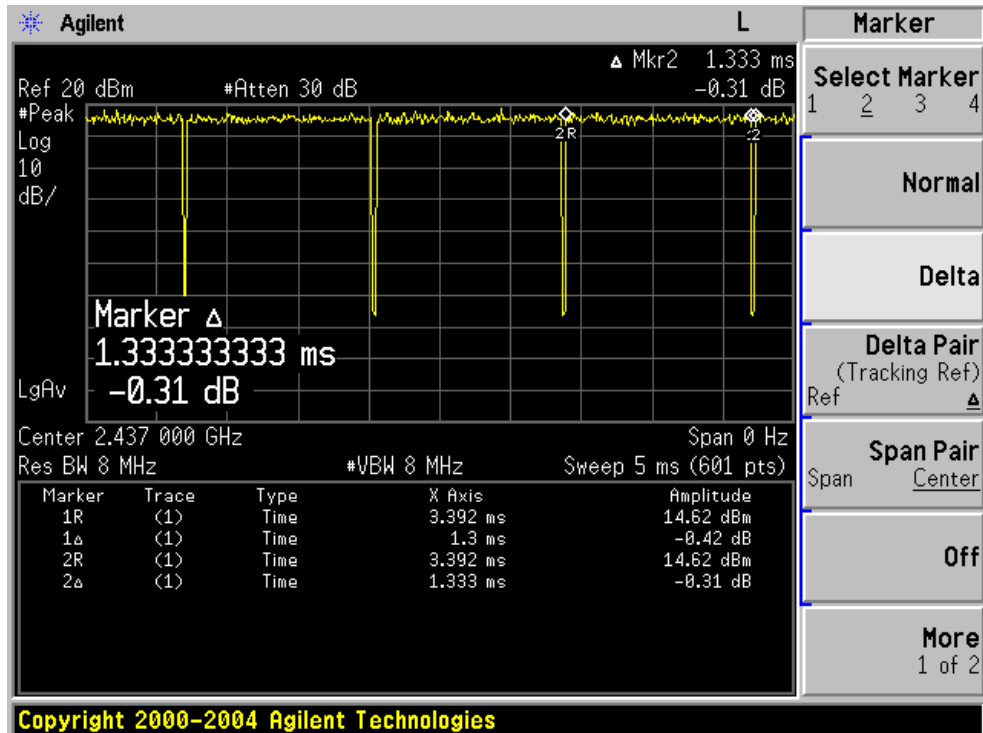 Agilent L
Δ Mkr2 1.333 ms
Ref 20 dBm #Atten 30 dB -0.31 dB
#Peak
Log
10
dB/
2R
2
Marker Δ
1.333333333 ms
-0.31 dB
LgAv
Center 2.437 000 GHz Span 0 Hz
Res BW 8 MHz #VBW 8 MHz Sweep 5 ms (601 pts)
Marker Trace Type X Axis Amplitude
1R (1) Time 3.392 ms 14.62 dBm
1Δ (1) Time 1.3 ms -0.42 dB
2R (1) Time 3.392 ms 14.62 dBm
2Δ (1) Time 1.333 ms -0.31 dB
Marker
Select Marker
1 2 3 4
Normal
Delta
Delta Pair
(Tracking Ref)
Ref Δ
Span Pair
Span Center
Off
More
1 of 2
Copyright 2000-2004 Agilent Technologies